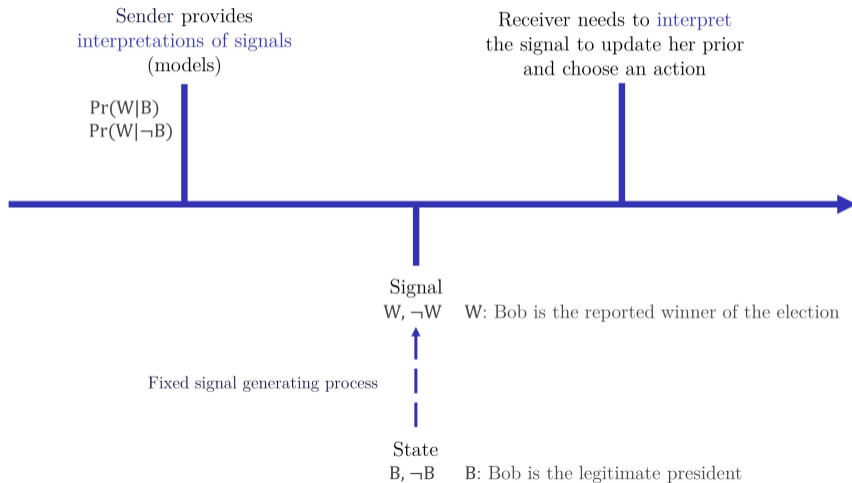 Sender provides
interpretations of signals
(models)
Pr(W|B)
Pr(W|¬B)
Receiver needs to interpret
the signal to update her prior
and choose an action
Signal
W, ¬W W: Bob is the reported winner of the election
Fixed signal generating process
State
B, ¬B B: Bob is the legitimate president